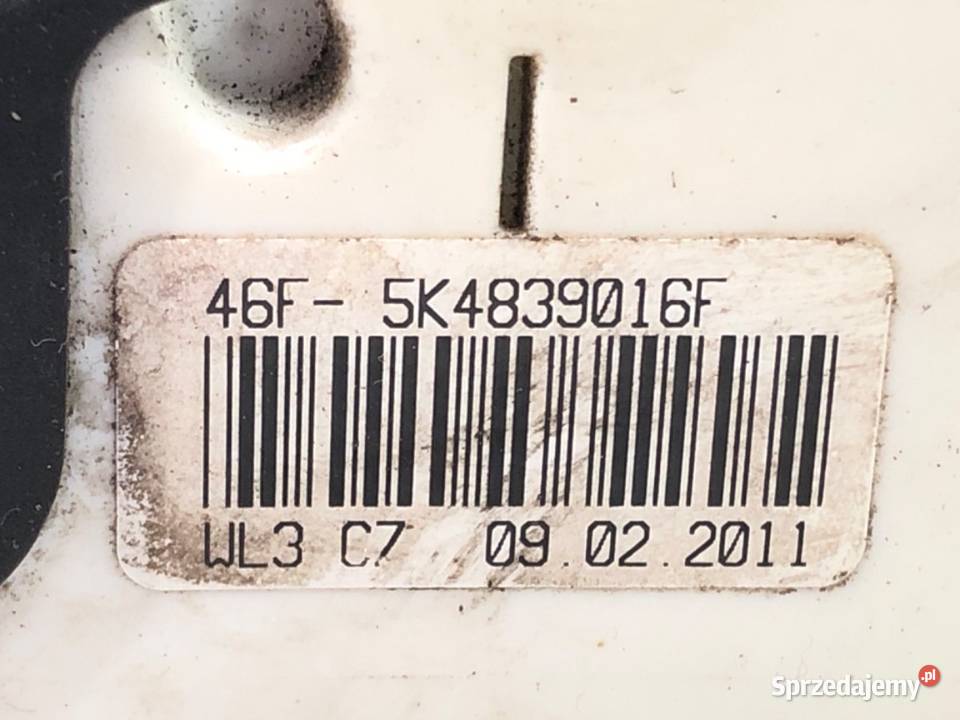 46F- 5K4839016F
WL3 C7 09.02.2011
Sprzedajemy.pl